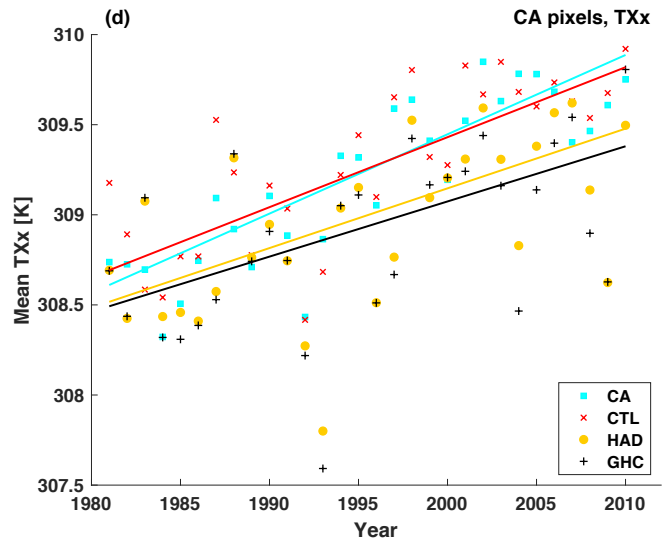 (d)
CA pixels, TXx
310
309.5
309
308.5
308
307.5
Mean TXx [K]
1980
1985
1990
1995
2000
2005
2010
Year
CA
CTL
HAD
GHC